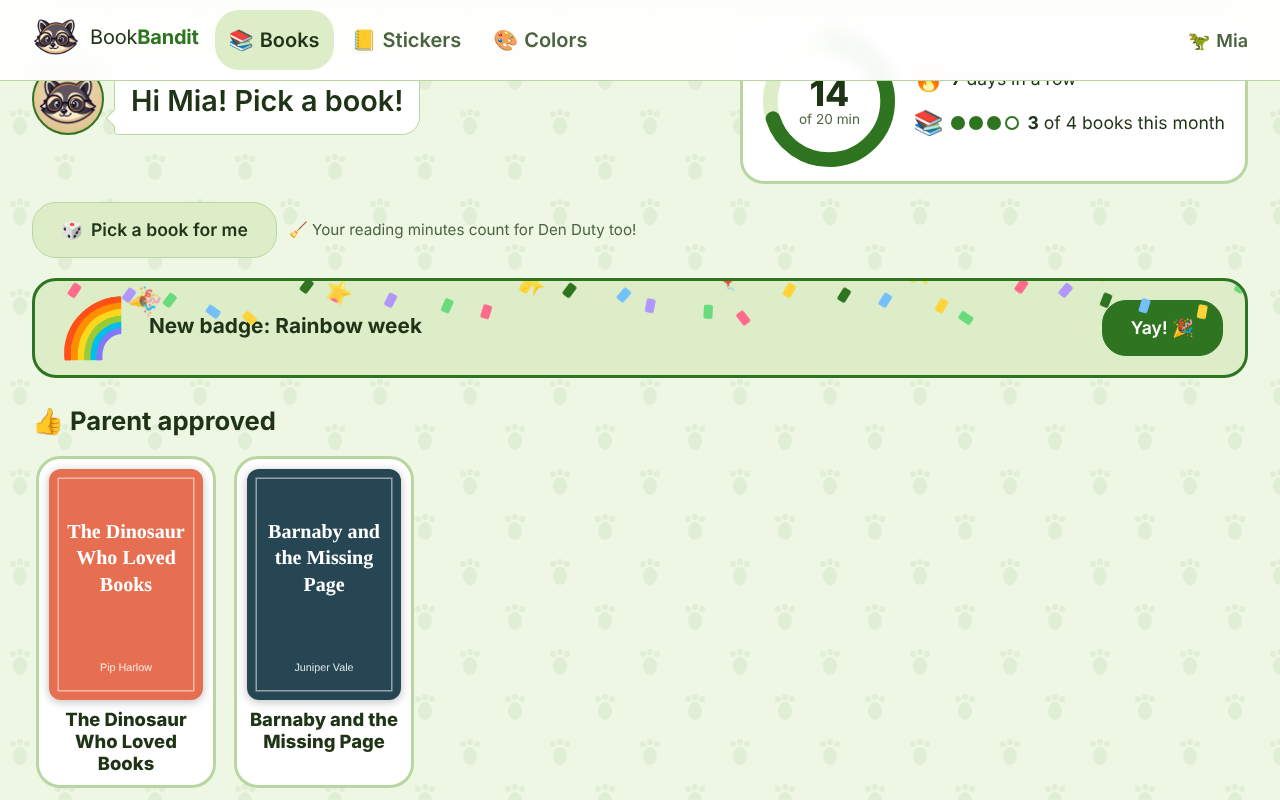 BookBandit
📚 Books
📒 Stickers
🎨 Colors
🦖 Mia
Hi Mia! Pick a book!
14
of 20 min
🔥 7 days in a row
📚 3 of 4 books this month
🎲 Pick a book for me
🧹 Your reading minutes count for Den Duty too!
🌈 New badge: Rainbow week
Yay! 🎉
👍 Parent approved
The Dinosaur
Who Loved
Books
Pip Harlow
Barnaby and
the Missing
Page
Juniper Vale
The Dinosaur
Who Loved
Books
Barnaby and the
Missing Page